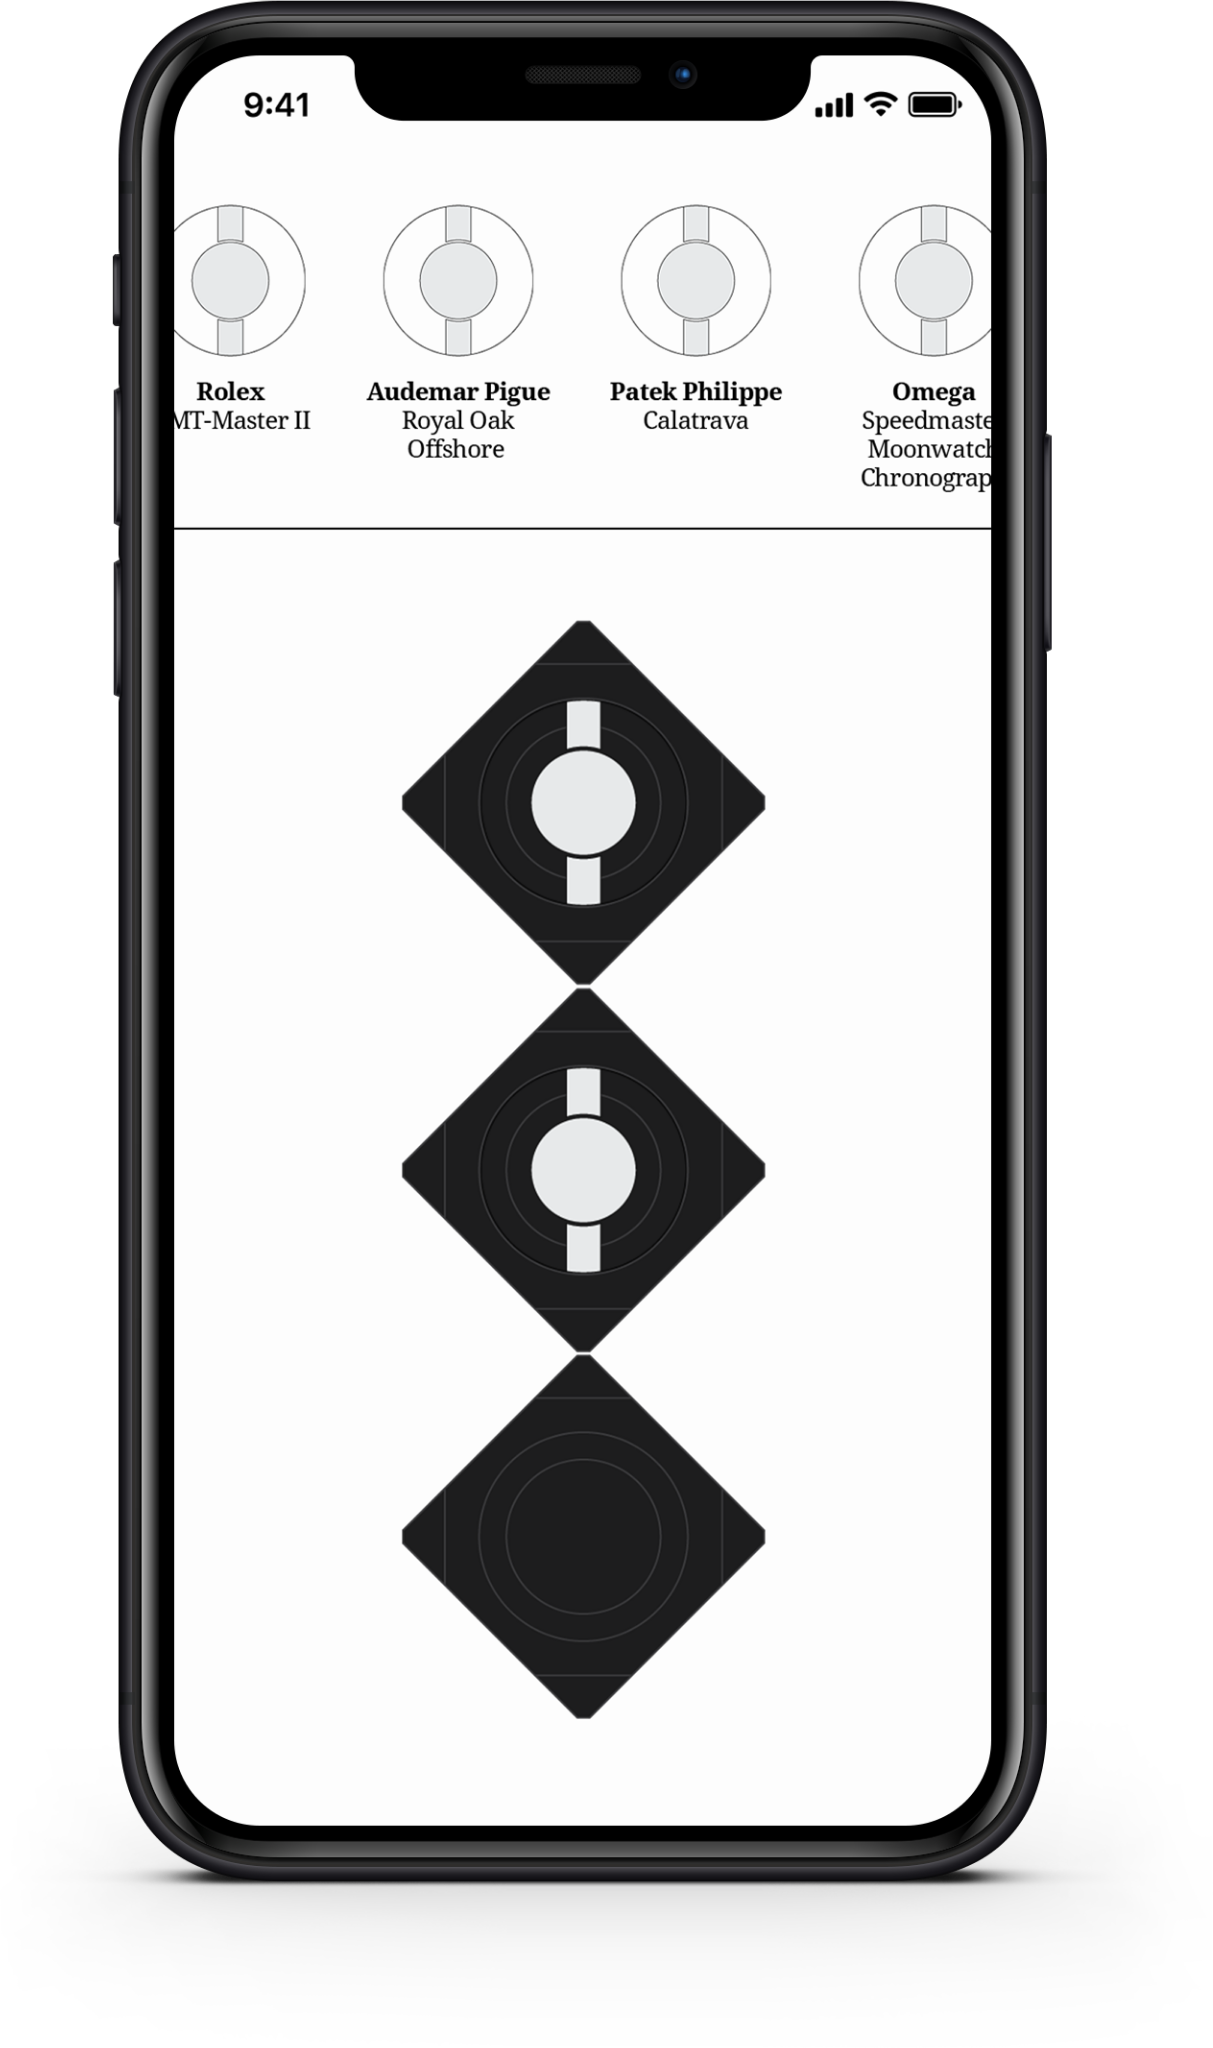 9:41
Rolex
MT-Master II
Audemar Pigue
Royal Oak
Offshore
Patek Philippe
Calatrava
Omega
Speedmaste
Moonwatch
Chronograp